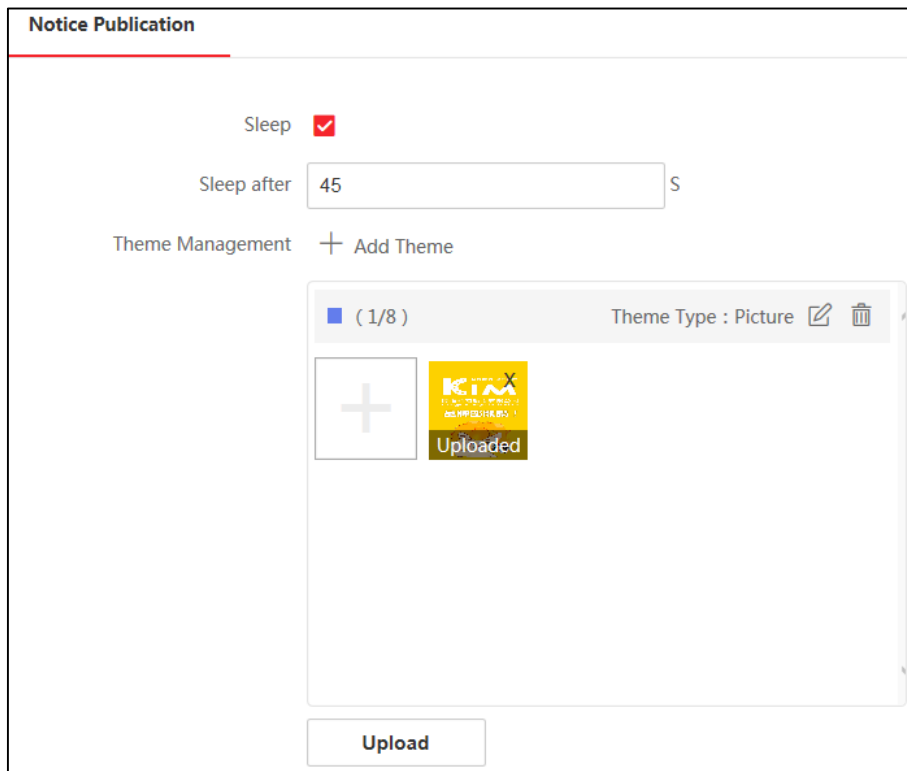 Notice Publication
Sleep
Sleep after 45 S
Theme Management + Add Theme
( 1/8 ) Theme Type : Picture
KiM X
Uploaded
Upload